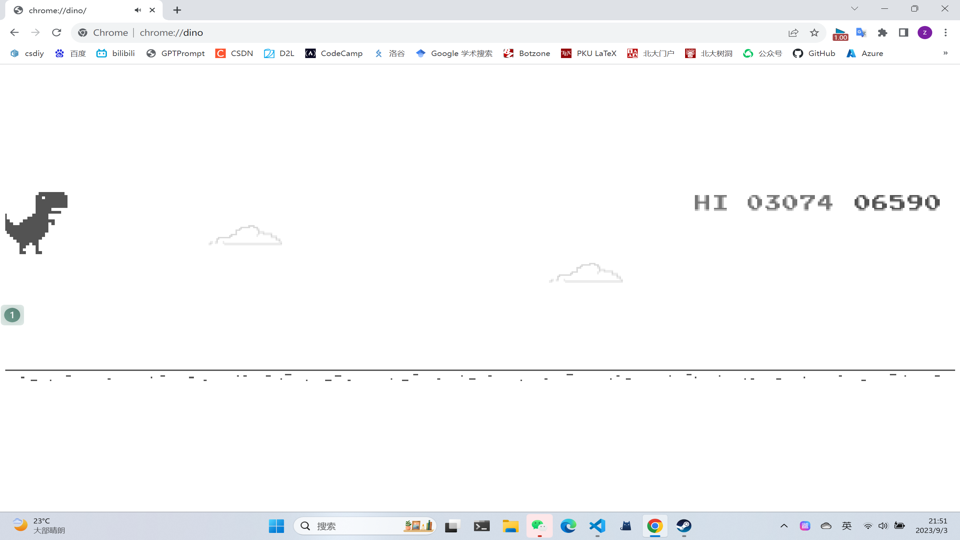 chrome://dino/
Chrome | chrome://dino
1.00
z
csdiy 百度 bilibili GPTPrompt CSDN D2L CodeCamp 洛谷 Google 学术搜索 Botzone PKU LaTeX 北大门户 北大树洞 公众号 GitHub Azure »
HI 03074 06590
1
23°C
大部晴朗
搜索
英
21:51
2023/9/3